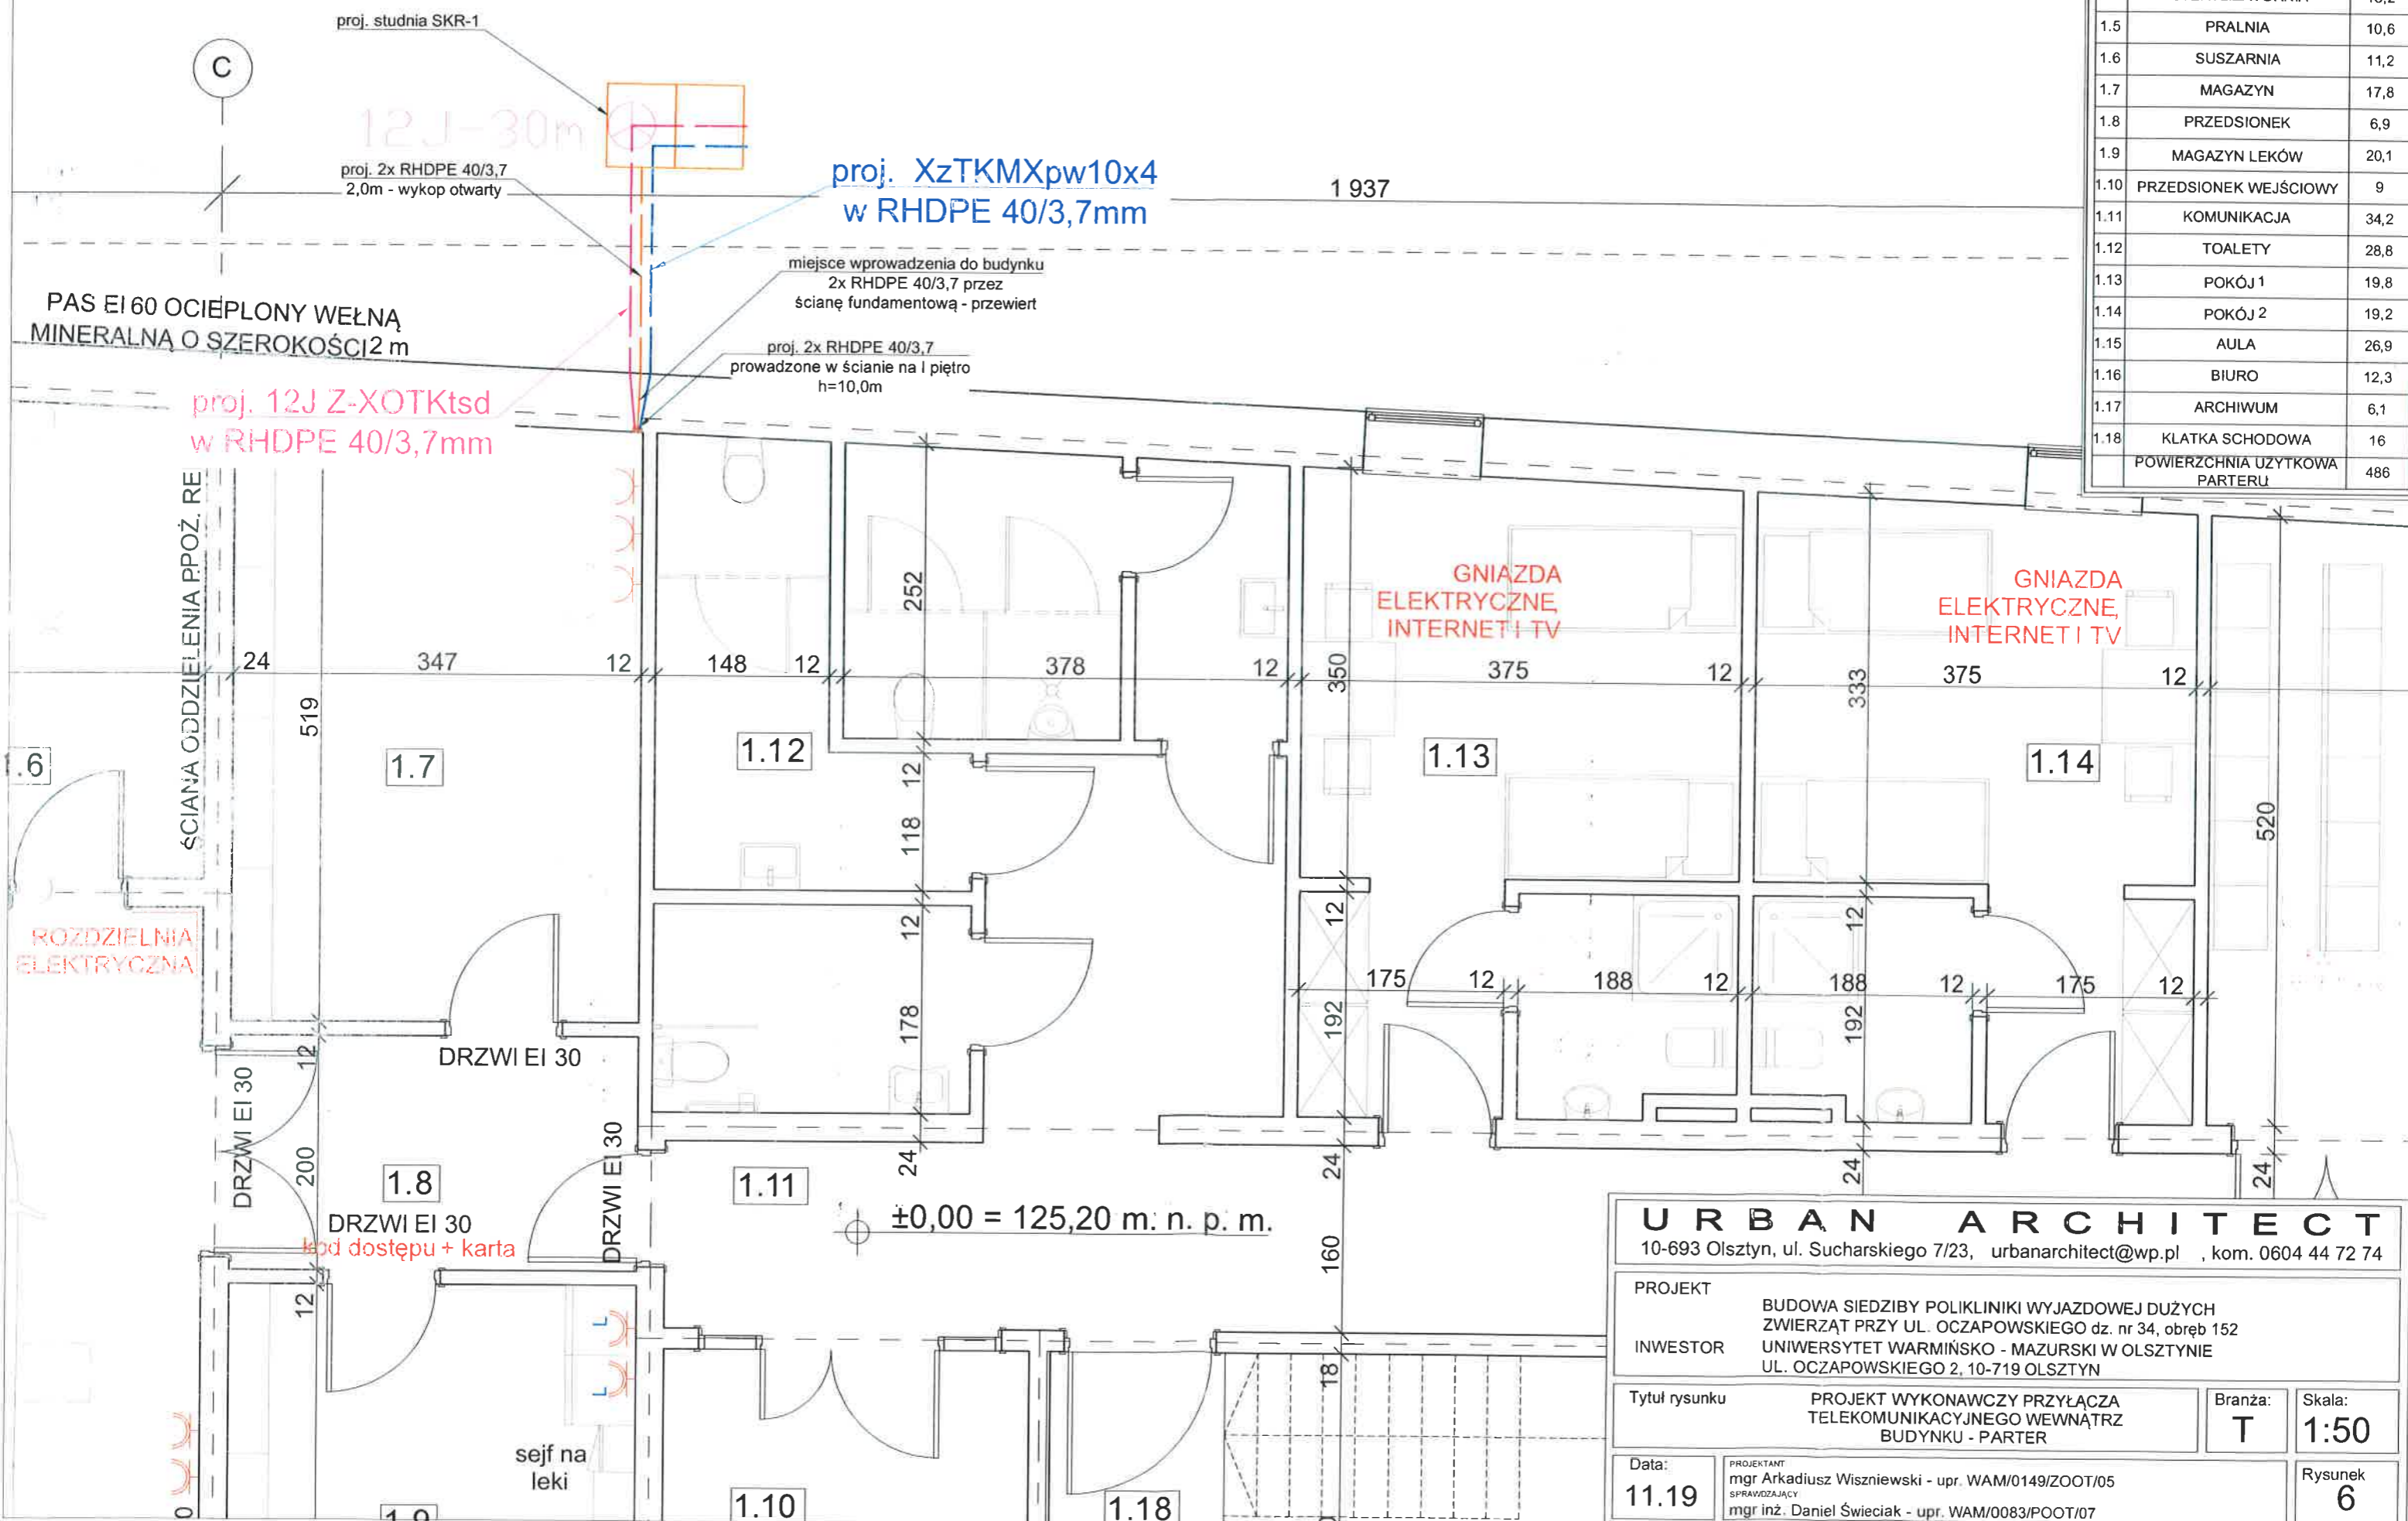 proj. studnia SKR-1
C
12J-30m
proj. 2x RHDPE 40/3,7
2,0m - wykop otwarty
proj. XzTKMXpw10x4
w RHDPE 40/3,7mm
1 937
miejsce wprowadzenia do budynku
2x RHDPE 40/3,7 przez
ścianę fundamentową - przewiert
PAS EI 60 OCIEPLONY WEŁNĄ
MINERALNĄ O SZEROKOŚCI 2 m
proj. 2x RHDPE 40/3,7
prowadzone w ścianie na I piętro
h=10,0m
proj. 12J Z-XOTKtsd
w RHDPE 40/3,7mm
1.5 PRALNIA 10,6
1.6 SUSZARNIA 11,2
1.7 MAGAZYN 17,8
1.8 PRZEDSIONEK 6,9
1.9 MAGAZYN LEKÓW 20,1
1.10 PRZEDSIONEK WEJŚCIOWY 9
1.11 KOMUNIKACJA 34,2
1.12 TOALETY 28,8
1.13 POKÓJ 1 19,8
1.14 POKÓJ 2 19,2
1.15 AULA 26,9
1.16 BIURO 12,3
1.17 ARCHIWUM 6,1
1.18 KLATKA SCHODOWA 16
POWIERZCHNIA UŻYTKOWA
PARTERU 486
ŚCIANA ODDZIELENIA P.POŻ. RE
GNIAZDA
ELEKTRYCZNE,
INTERNET I TV
GNIAZDA
ELEKTRYCZNE,
INTERNET I TV
24 347 12 148 12 378 12 375 12 375 12
519
252
350
333
520
1.6
1.7
1.12
1.13
1.14
12
118
12
178
24
ROZDZIELNIA
ELEKTRYCZNA
12
192
24
12
192
24
175 12 188 12 188 12 175 12
24
DRZWI EI 30
12
200
12
DRZWI EI 30
DRZWI EI 30
1.8
1.11
DRZWI EI 30
kod dostępu + karta
±0,00 = 125,20 m. n. p. m.
160
18
L
L
sejf na
leki
1.9
1.10
1.18
0
URBAN ARCHITECT
10-693 Olsztyn, ul. Sucharskiego 7/23, urbanarchitect@wp.pl , kom. 0604 44 72 74
PROJEKT
BUDOWA SIEDZIBY POLIKLINIKI WYJAZDOWEJ DUŻYCH
ZWIERZĄT PRZY UL. OCZAPOWSKIEGO dz. nr 34, obręb 152
INWESTOR UNIWERSYTET WARMIŃSKO - MAZURSKI W OLSZTYNIE
UL. OCZAPOWSKIEGO 2, 10-719 OLSZTYN
Tytuł rysunku PROJEKT WYKONAWCZY PRZYŁĄCZA
TELEKOMUNIKACYJNEGO WEWNĄTRZ
BUDYNKU - PARTER
Branża:
T
Skala:
1:50
Data:
11.19
PROJEKTANT
mgr Arkadiusz Wiszniewski - upr. WAM/0149/ZOOT/05
SPRAWDZAJĄCY
mgr inż. Daniel Świeciak - upr. WAM/0083/POOT/07
Rysunek
6